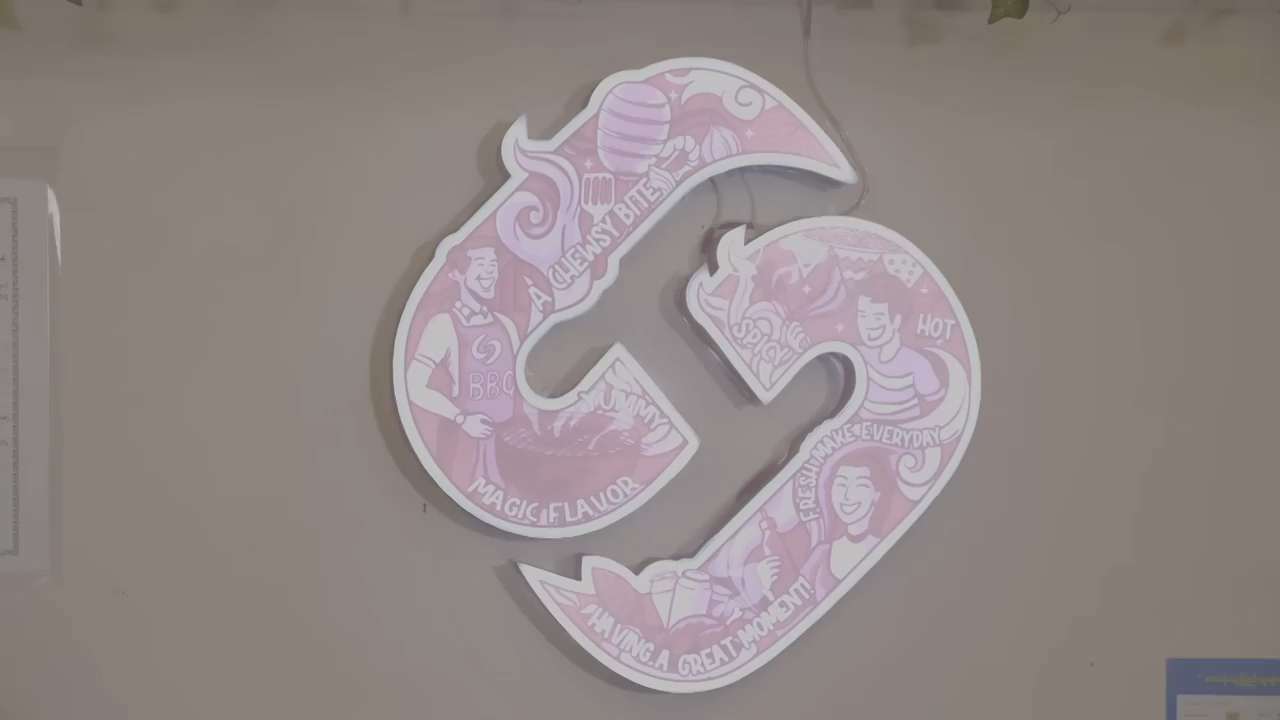 A CHEWSY BITE
BBQ
YUMMY
MAGIC FLAVOR
SPICY
HOT
FRESH MAKE EVERYDAY
HAVING A GREAT MOMENT!